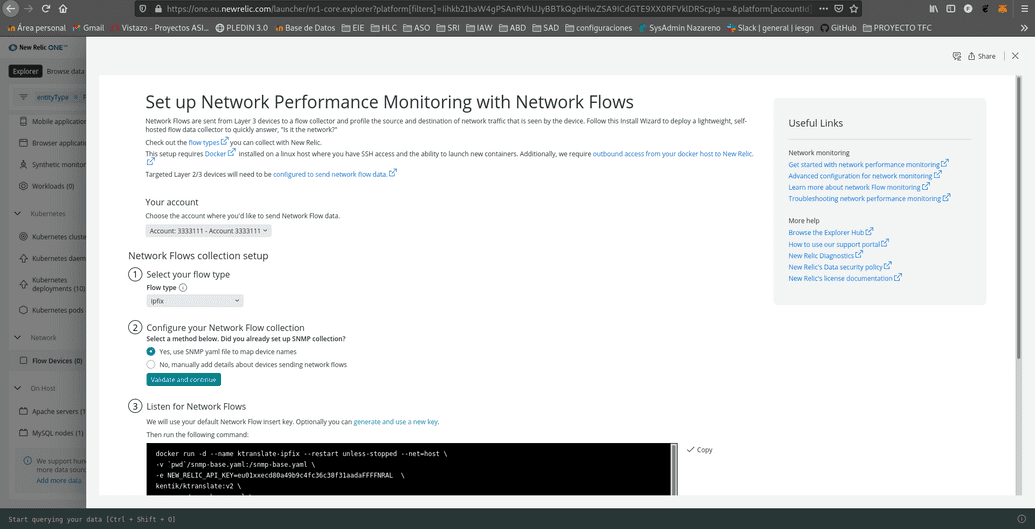 https://one.eu.newrelic.com/launcher/nr1-core.explorer?platform[filters]=
Área personal
Gmail
Vistazo - Proyectos ASI...
PLEDIN 3.0
Base de Datos
EIE
HLC
ASO
SRI
IAW
ABD
SAD
configuraciones
SysAdmin Nazareno
Slack | general | iesgn
GitHub
PROYECTO TFC
New Relic ONE™
Explorer
Browse data
entityType =
Mobile application
Browser application
Synthetic monitor
Workloads (0)
Kubernetes
Kubernetes cluste
Kubernetes daem
Kubernetes
deployments (10)
Kubernetes pods
Network
Flow Devices (0)
On Host
Apache servers (1
MySQL nodes (1)
We support hun
more data sour
Add more data.
Share
Set up Network Performance Monitoring with Network Flows
Network Flows are sent from Layer 3 devices to a flow collector and profile the source and destination of network traffic that is seen by the device. Follow this Install Wizard to deploy a lightweight, self-
hosted flow data collector to quickly answer, "Is it the network?"
Check out the flow types you can collect with New Relic.
This setup requires Docker installed on a linux host where you have SSH access and the ability to launch new containers. Additionally, we require outbound access from your docker host to New Relic.
Targeted Layer 2/3 devices will need to be configured to send network flow data.
Your account
Choose the account where you'd like to send Network Flow data.
Account: 3333111 - Account 3333111
Network Flows collection setup
1 Select your flow type
Flow type
ipfix
2 Configure your Network Flow collection
Select a method below. Did you already set up SNMP collection?
Yes, use SNMP yaml file to map device names
No, manually add details about devices sending network flows
Validate and continue
3 Listen for Network Flows
We will use your default Network Flow insert key. Optionally you can generate and use a new key.
Then run the following command:
docker run -d --name ktranslate-ipfix --restart unless-stopped --net=host \
-v `pwd`/snmp-base.yaml:/snmp-base.yaml \
-e NEW_RELIC_API_KEY=eu01xxecd80a49b9c4fc36c38f31aadaFFFFNRAL \
kentik/ktranslate:v2 \
Copy
Useful Links
Network monitoring
Get started with network performance monitoring
Advanced configuration for network monitoring
Learn more about network Flow monitoring
Troubleshooting network performance monitoring
More help
Browse the Explorer Hub
How to use our support portal
New Relic Diagnostics
New Relic's Data security policy
New Relic's license documentation
Start querying your data [Ctrl + Shift + O]